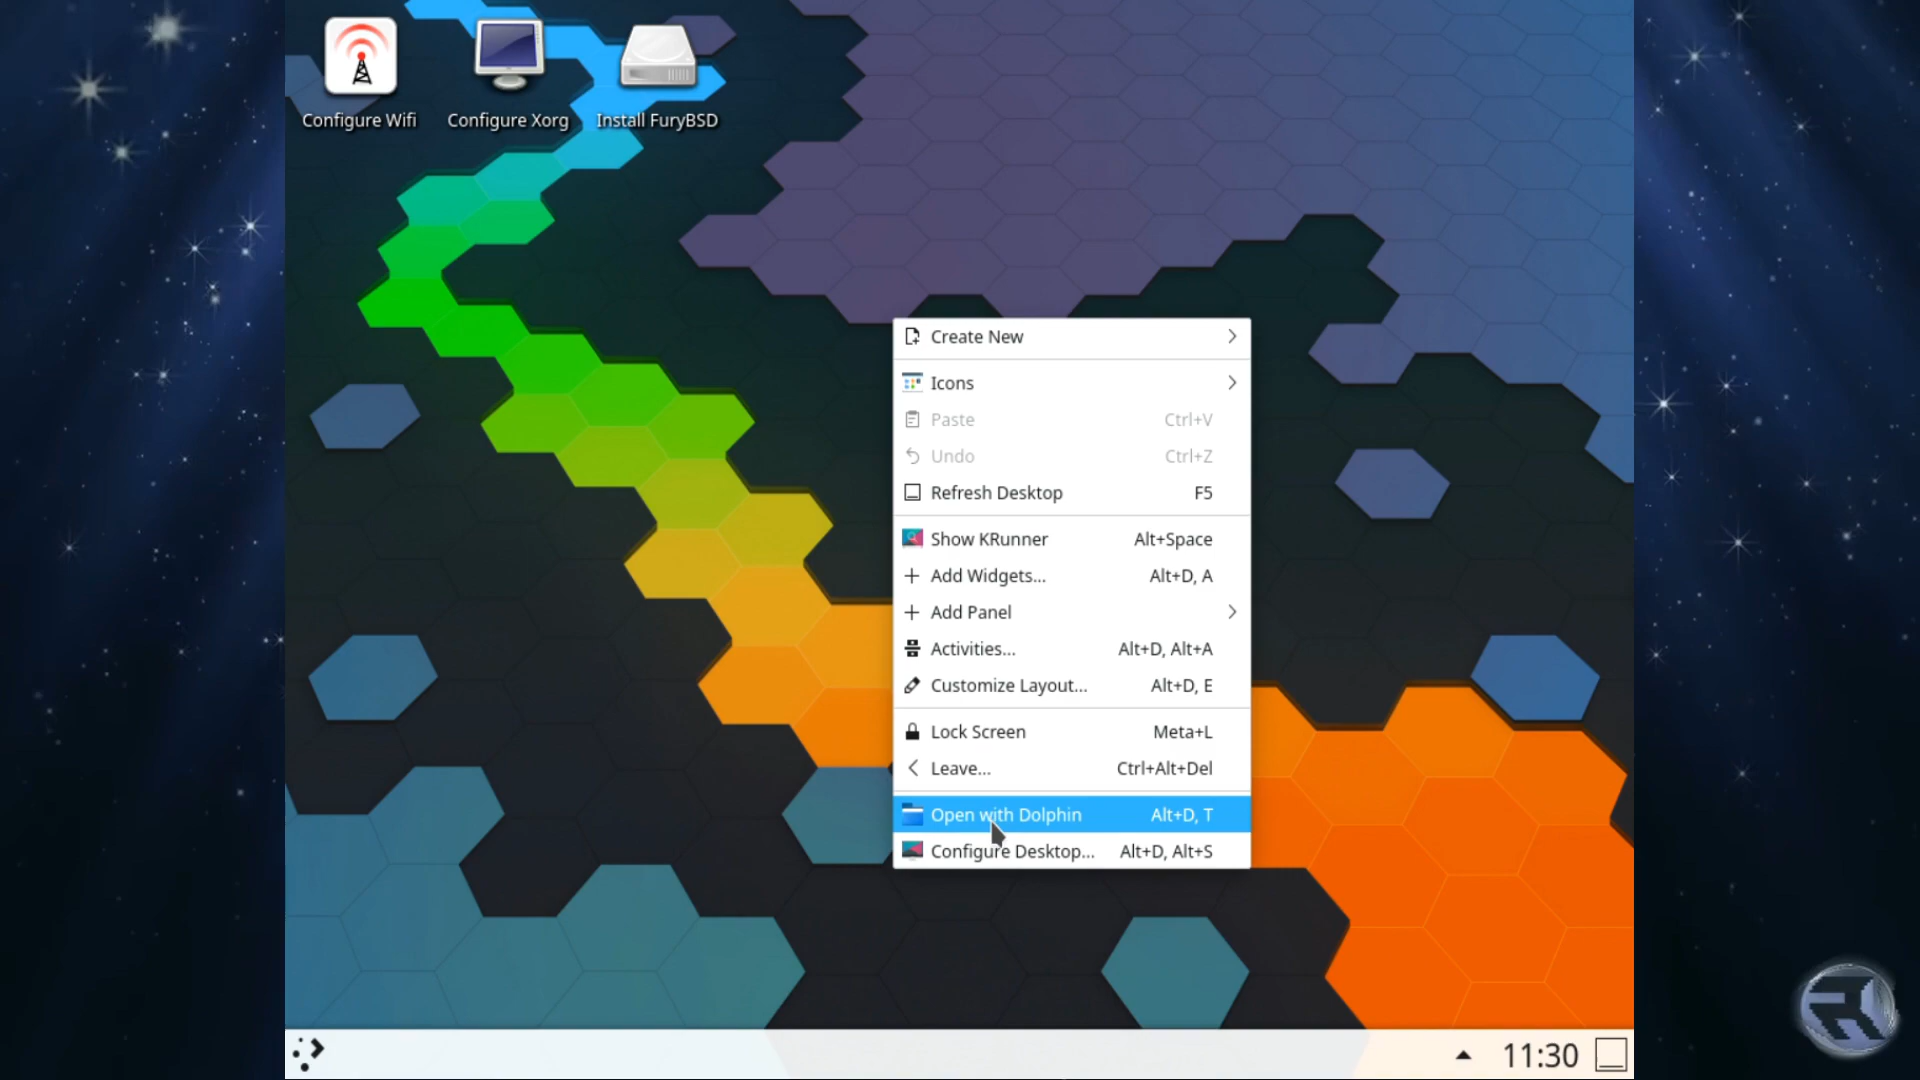 Configure Wifi
Configure Xorg
Install FuryBSD
Create New
Icons
Paste Ctrl+V
Undo Ctrl+Z
Refresh Desktop F5
Show KRunner Alt+Space
Add Widgets... Alt+D, A
Add Panel
Activities... Alt+D, Alt+A
Customize Layout... Alt+D, E
Lock Screen Meta+L
Leave... Ctrl+Alt+Del
Open with Dolphin Alt+D, T
Configure Desktop... Alt+D, Alt+S
11:30